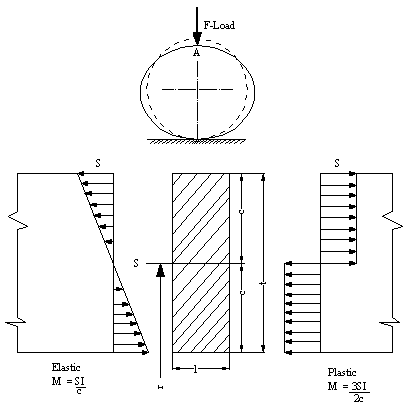 F-Load
A
S
S
S
c
c
t
1
Elastic
M = SI
c
Plastic
M = 3SI
2c